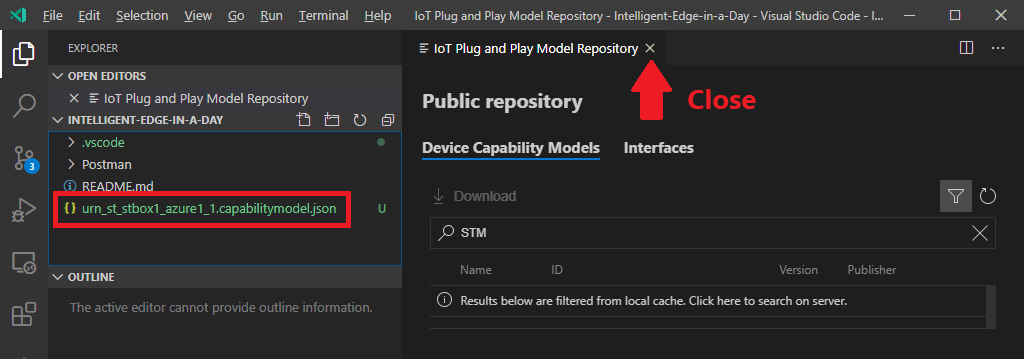 File Edit Selection View Go Run Terminal Help IoT Plug and Play Model Repository - Intelligent-Edge-in-a-Day - Visual Studio Code - I...
EXPLORER
OPEN EDITORS
IoT Plug and Play Model Repository
INTELLIGENT-EDGE-IN-A-DAY
.vscode
Postman
README.md
{} urn_st_stbox1_azure1_1.capabilitymodel.json U
OUTLINE
The active editor cannot provide outline information.
3
IoT Plug and Play Model Repository
Close
Public repository
Device Capability Models Interfaces
Download
STM
Name ID Version Publisher
Results below are filtered from local cache. Click here to search on server.